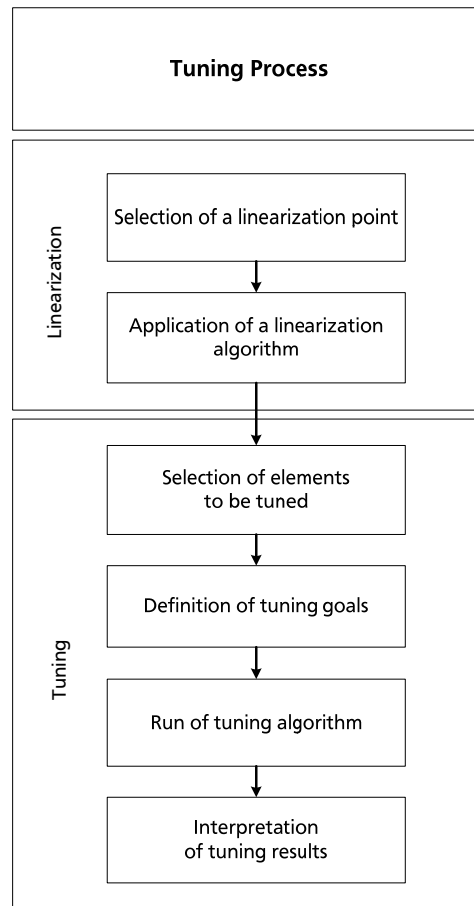 Tuning Process
Linearization
Selection of a linearization point
Application of a linearization
algorithm
Tuning
Selection of elements
to be tuned
Definition of tuning goals
Run of tuning algorithm
Interpretation
of tuning results